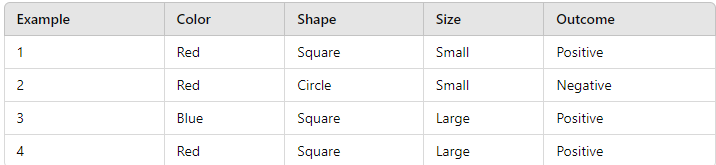 Example Color Shape Size Outcome
1 Red Square Small Positive
2 Red Circle Small Negative
3 Blue Square Large Positive
4 Red Square Large Positive